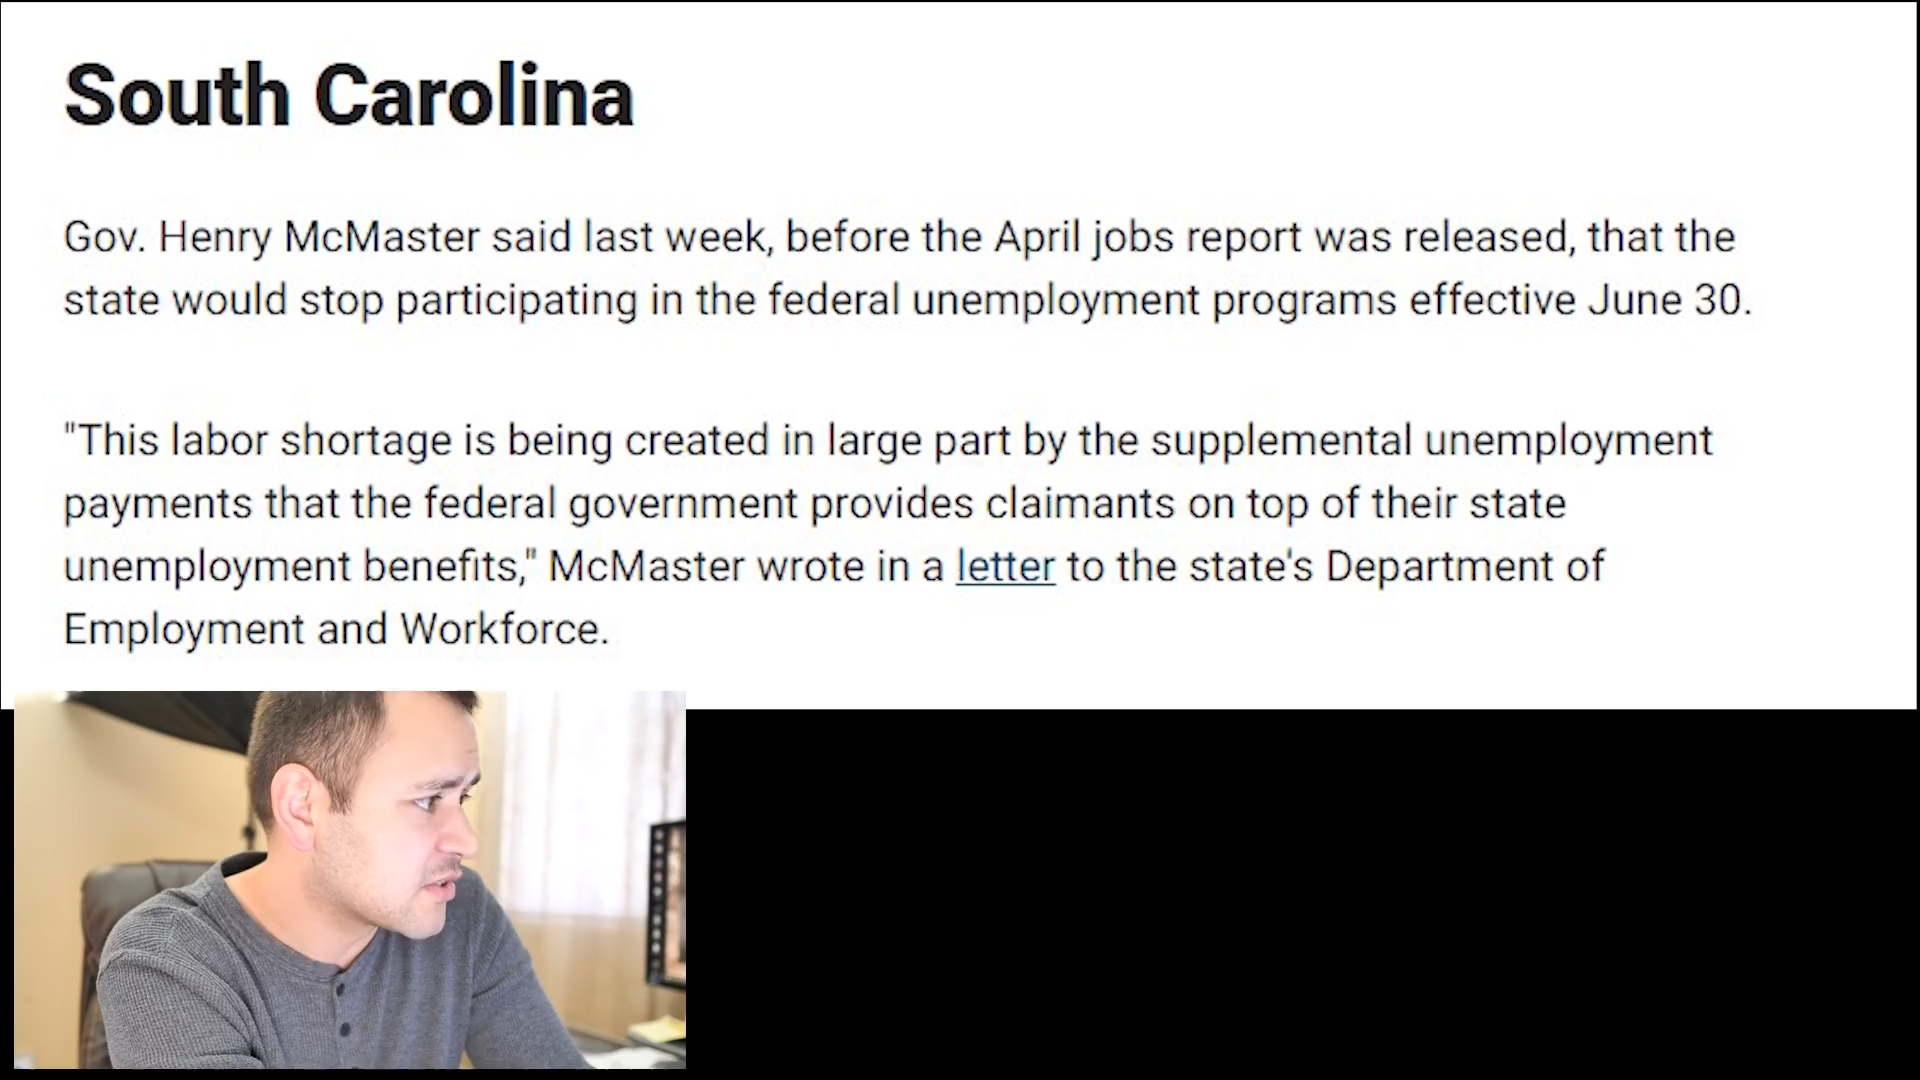 South Carolina
Gov. Henry McMaster said last week, before the April jobs report was released, that the
state would stop participating in the federal unemployment programs effective June 30.
"This labor shortage is being created in large part by the supplemental unemployment
payments that the federal government provides claimants on top of their state
unemployment benefits," McMaster wrote in a letter to the state's Department of
Employment and Workforce.